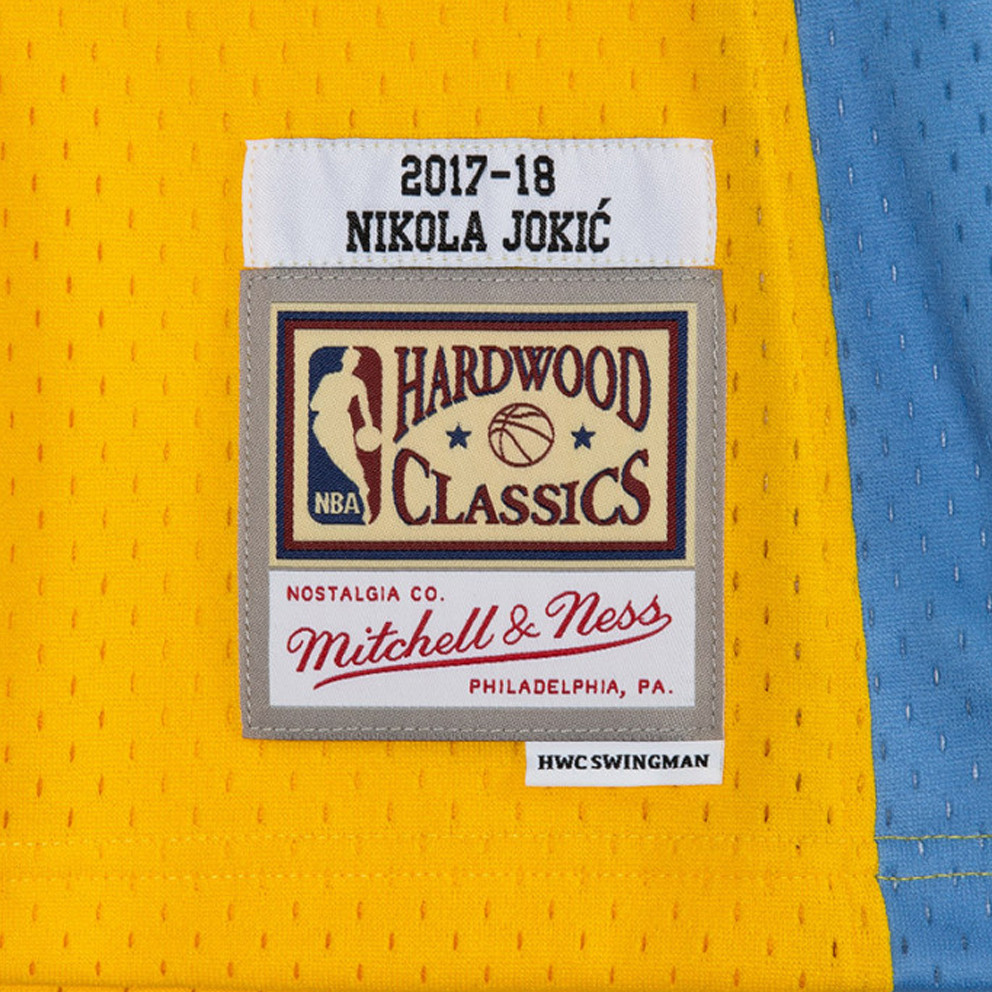 2017-18
NIKOLA JOKIĆ
HARDWOOD
CLASSICS
NBA
NOSTALGIA CO.
Mitchell & Ness
PHILADELPHIA, PA.
HWC SWINGMAN